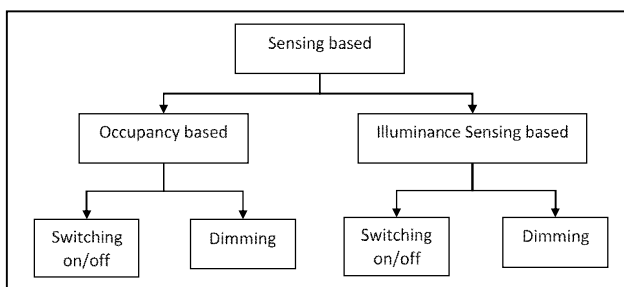 Sensing based
Occupancy based
Illuminance Sensing based
Switching
on/off
Dimming
Switching
on/off
Dimming